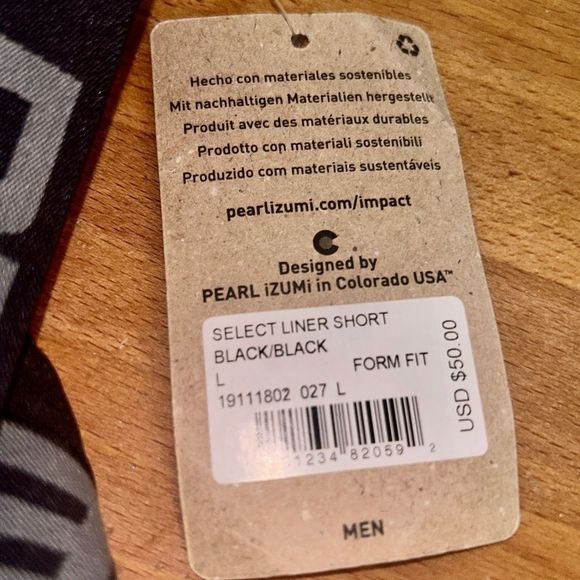 Hecho con materiales sostenibles
Mit nachhaltigen Materialien hergestellt
Produit avec des matériaux durables
Prodotto con materiali sostenibili
Produzido com materiais sustentáveis
pearlizumi.com/impact
Designed by
PEARL iZUMi in Colorado USA™
SELECT LINER SHORT
BLACK/BLACK
L FORM FIT
19111802 027 L
USD $50.00
1234 82059 2
MEN